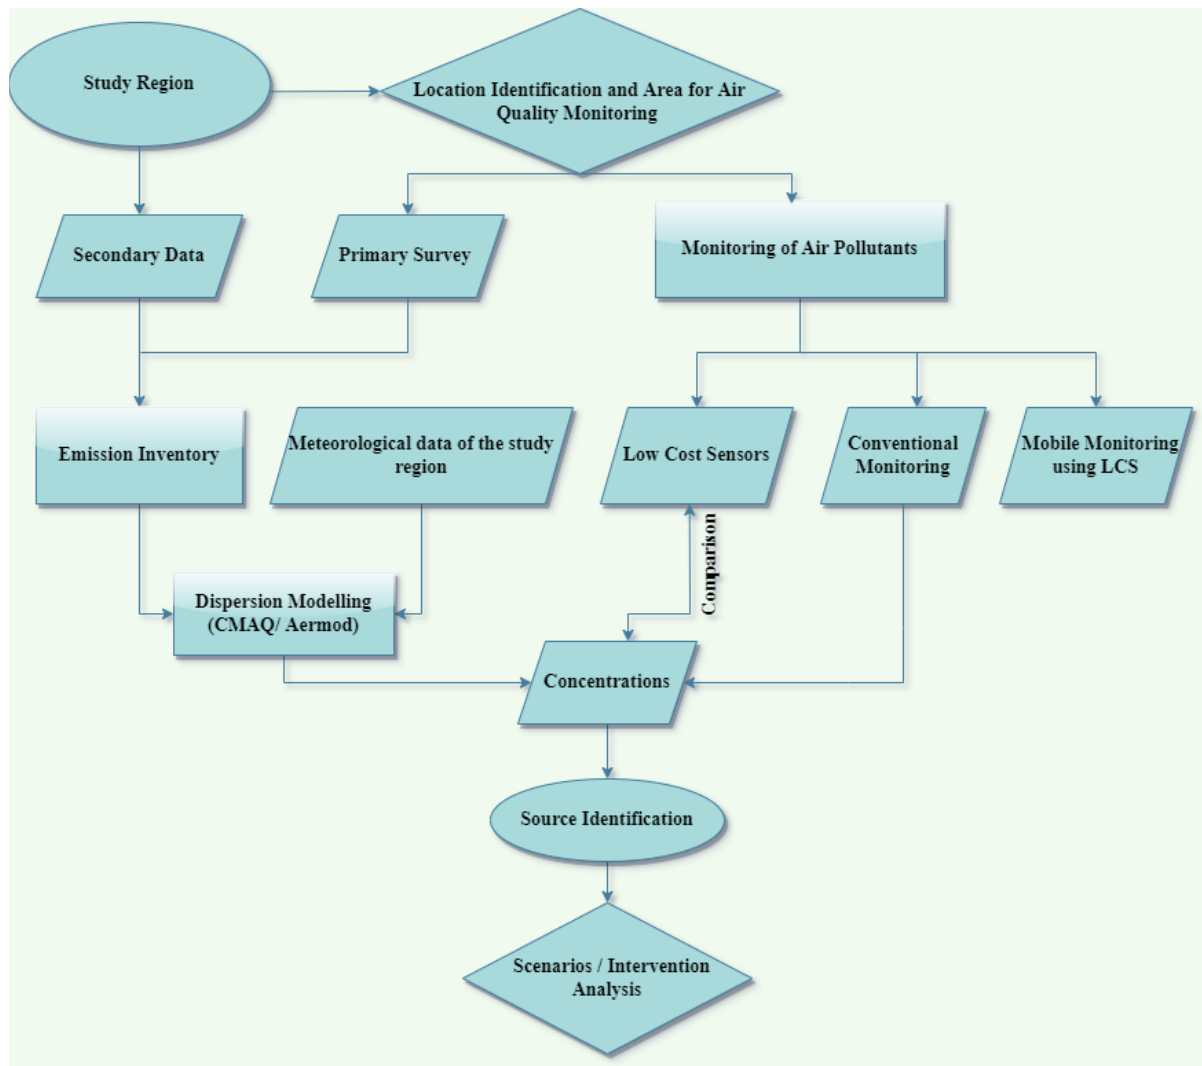 Study Region
Location Identification and Area for Air
Quality Monitoring
Secondary Data
Primary Survey
Monitoring of Air Pollutants
Emission Inventory
Meteorological data of the study
region
Low Cost Sensors
Conventional
Monitoring
Mobile Monitoring
using LCS
Comparison
Dispersion Modelling
(CMAQ/ Aermod)
Concentrations
Source Identification
Scenarios / Intervention
Analysis